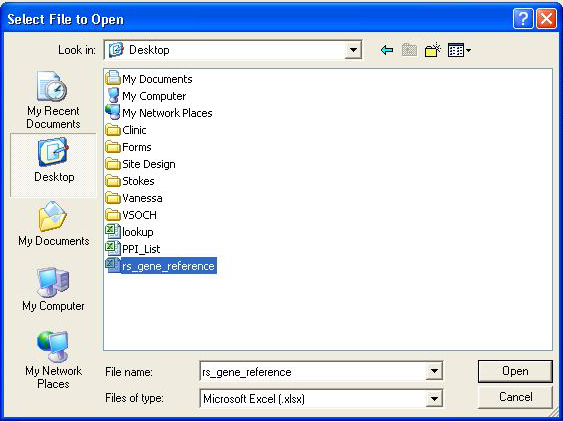 Select File to Open
Look in: Desktop
My Recent
Documents
Desktop
My Documents
My Computer
My Network
Places
My Documents
My Computer
My Network Places
Clinic
Forms
Site Design
Stokes
Vanessa
VSOCH
lookup
PPI_List
rs_gene_reference
File name: rs_gene_reference Open
Files of type: Microsoft Excel (.xlsx) Cancel